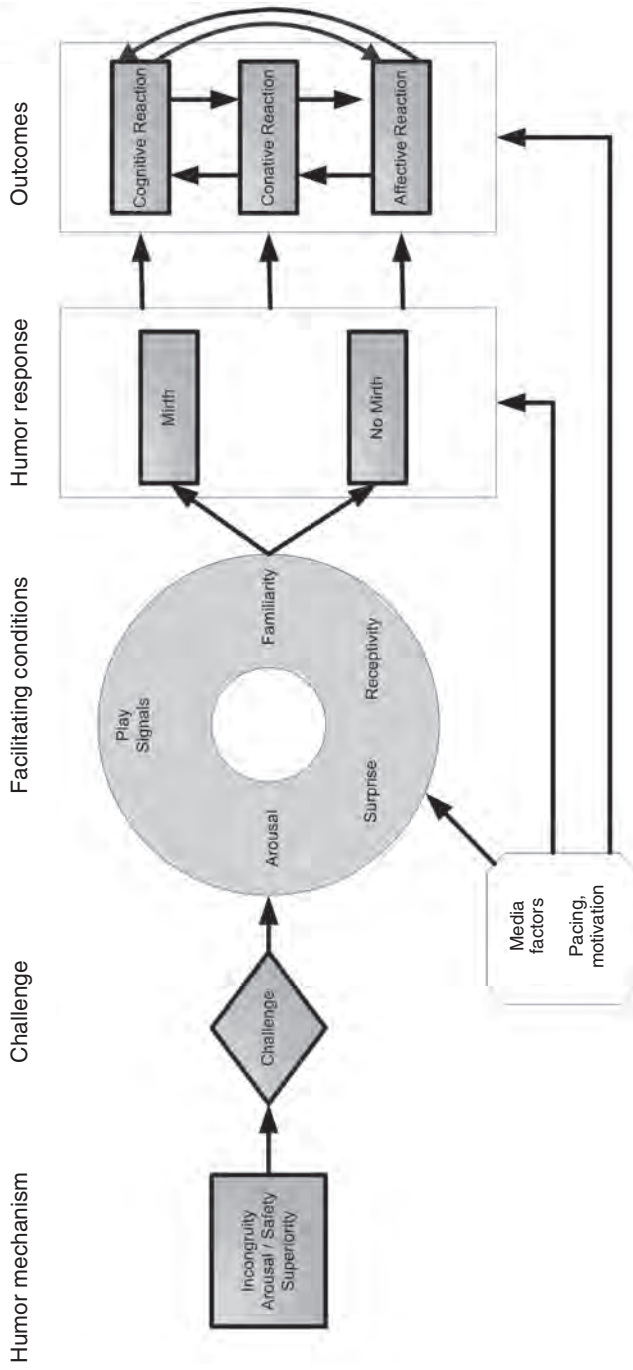 Humor mechanism
Challenge
Facilitating conditions
Humor response
Outcomes
Incongruity
Arousal / Safety
Superiority
Challenge
Play
Signals
Arousal
Familiarity
Surprise
Receptivity
Mirth
No Mirth
Cognitive Reaction
Conative Reaction
Affective Reaction
Media
factors
Pacing,
motivation